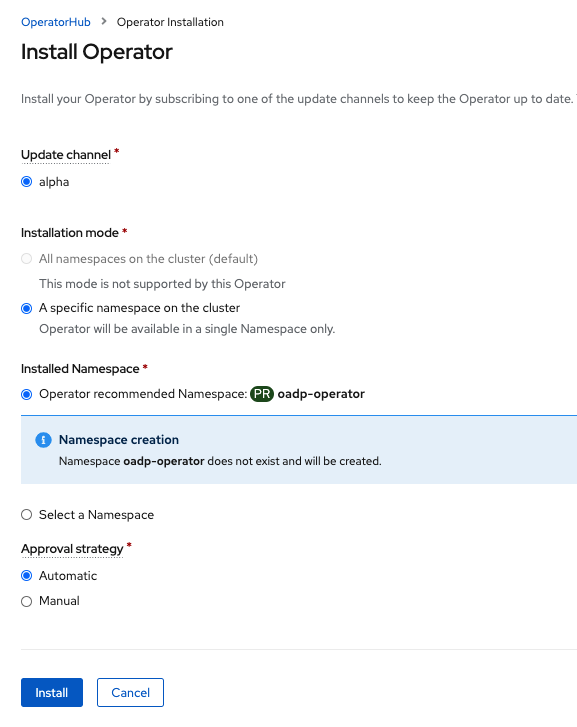 OperatorHub > Operator Installation
Install Operator
Install your Operator by subscribing to one of the update channels to keep the Operator up to date.
Update channel *
alpha
Installation mode *
All namespaces on the cluster (default)
This mode is not supported by this Operator
A specific namespace on the cluster
Operator will be available in a single Namespace only.
Installed Namespace *
Operator recommended Namespace: PR oadp-operator
Namespace creation
Namespace oadp-operator does not exist and will be created.
Select a Namespace
Approval strategy *
Automatic
Manual
Install Cancel